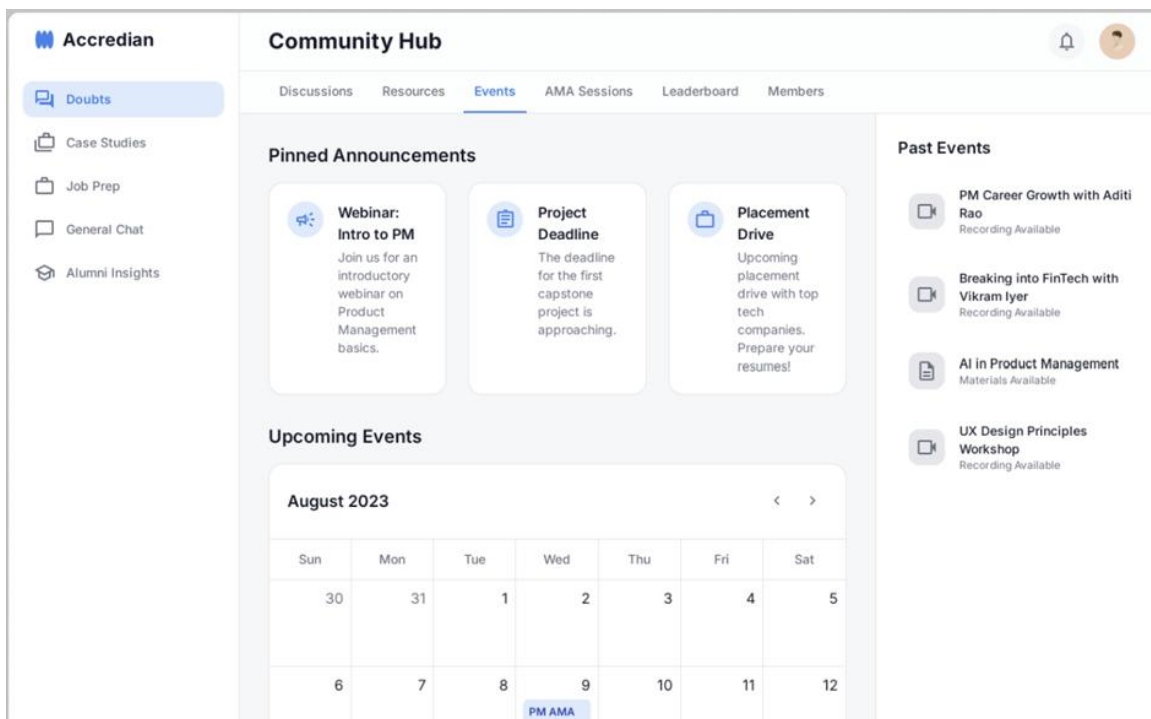 Accredian
Doubts
Case Studies
Job Prep
General Chat
Alumni Insights
Community Hub
Discussions Resources Events AMA Sessions Leaderboard Members
Pinned Announcements
Webinar:
Intro to PM
Join us for an
introductory
webinar on
Product
Management
basics.
Project
Deadline
The deadline
for the first
capstone
project is
approaching.
Placement
Drive
Upcoming
placement
drive with top
tech
companies.
Prepare your
resumes!
Upcoming Events
August 2023
Sun Mon Tue Wed Thu Fri Sat
30 31 1 2 3 4 5
6 7 8 9 10 11 12
PM AMA
Past Events
PM Career Growth with Aditi
Rao
Recording Available
Breaking into FinTech with
Vikram Iyer
Recording Available
AI in Product Management
Materials Available
UX Design Principles
Workshop
Recording Available